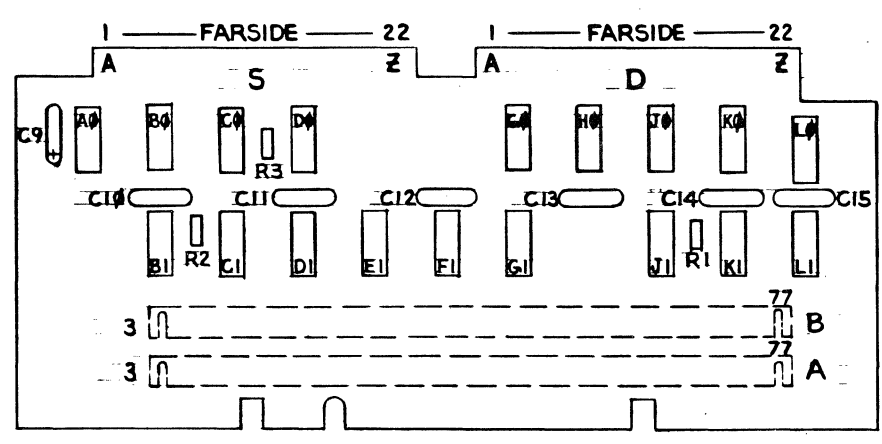 1 — FARSIDE — 22 1 — FARSIDE — 22
A Z A Z
S D
C9 AØ BØ CØ DØ GØ HØ JØ KØ LØ
+ R3
C1Ø C11 C12 C13 C14 C15
R2 R1
B1 C1 D1 E1 F1 G1 J1 K1 L1
77
3 B
77
3 A